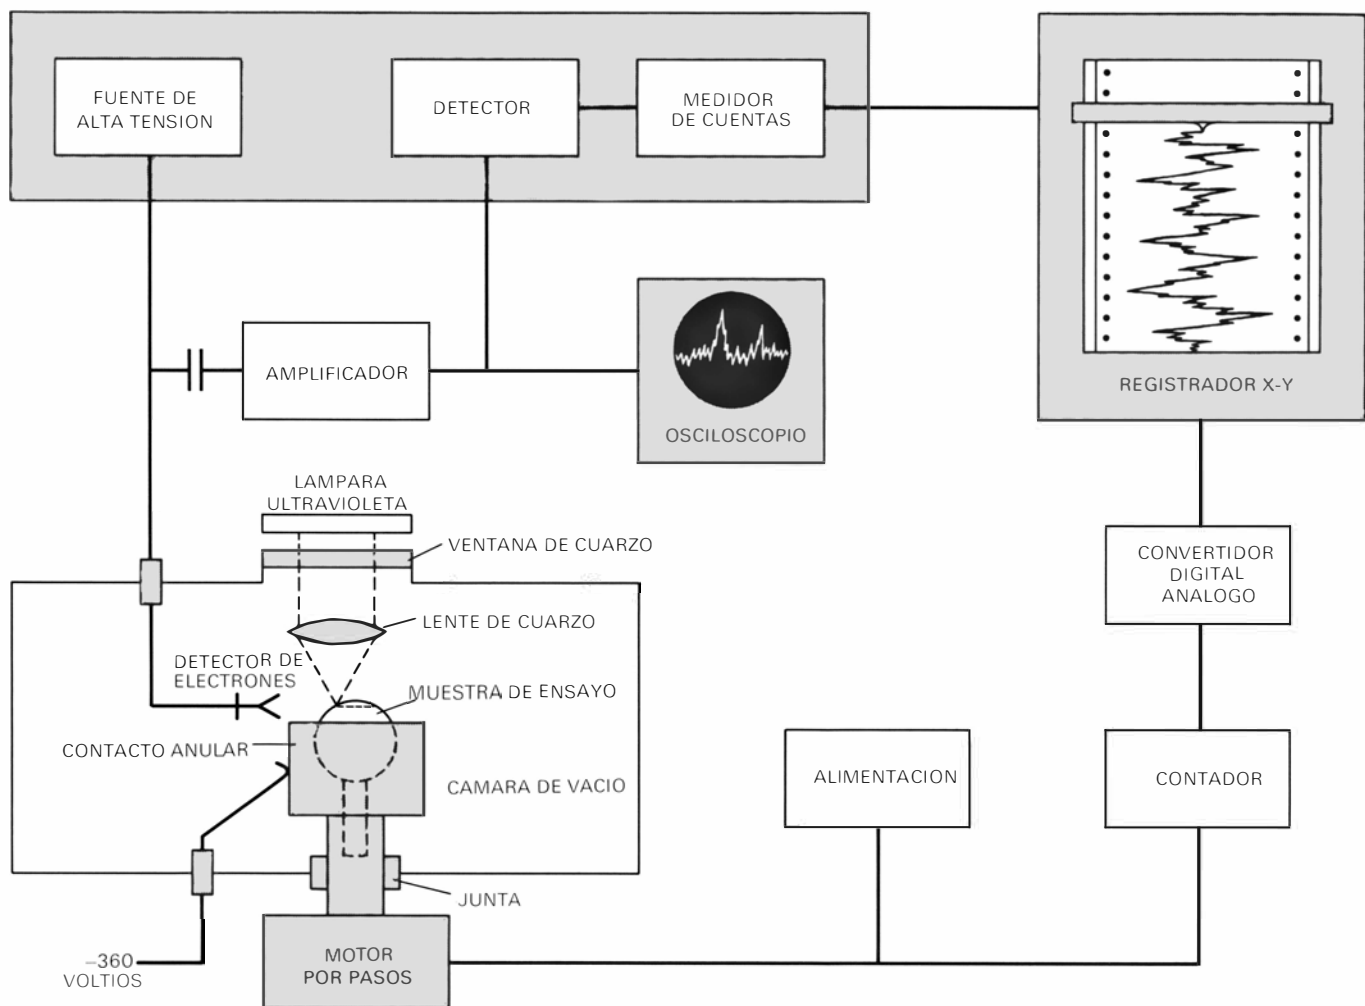 FUENTE DE
ALTA TENSION
DETECTOR
MEDIDOR
DE CUENTAS
REGISTRADOR X-Y
AMPLIFICADOR
OSCILOSCOPIO
LAMPARA
ULTRAVIOLETA
VENTANA DE CUARZO
CONVERTIDOR
DIGITAL
ANALOGO
LENTE DE CUARZO
DETECTOR DE
ELECTRONES
MUESTRA DE ENSAYO
CONTACTO ANULAR
CAMARA DE VACIO
ALIMENTACION
CONTADOR
JUNTA
–360
VOLTIOS
MOTOR
POR PASOS